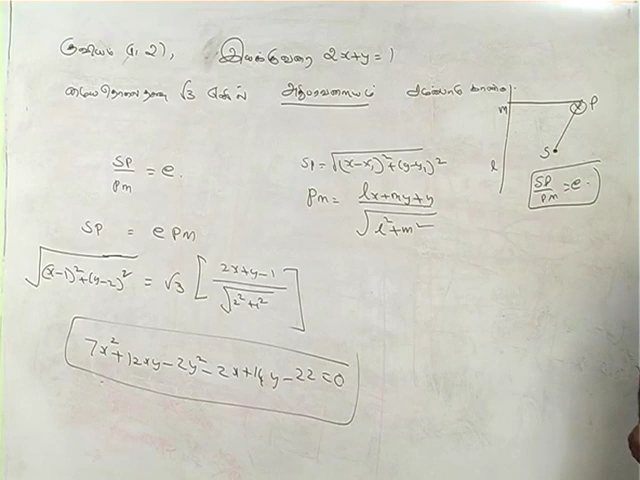 குவியம் (1, 2), இயக்குவரை 2x+y=1
மையதொலைதகவு √3 எனில் அதிபரவளையம் சமன்பாடு காண்க.
M P
S
l
SP/PM = e.
SP/PM = e. SP = √(x-x₁)²+(y-y₁)²
PM = lx+my+n/√l²+m²
SP = e PM
√(x-1)²+(y-2)² = √3 [2x+y-1/√2²+1²]
7x²+12xy-2y²-2x+14y-22=0